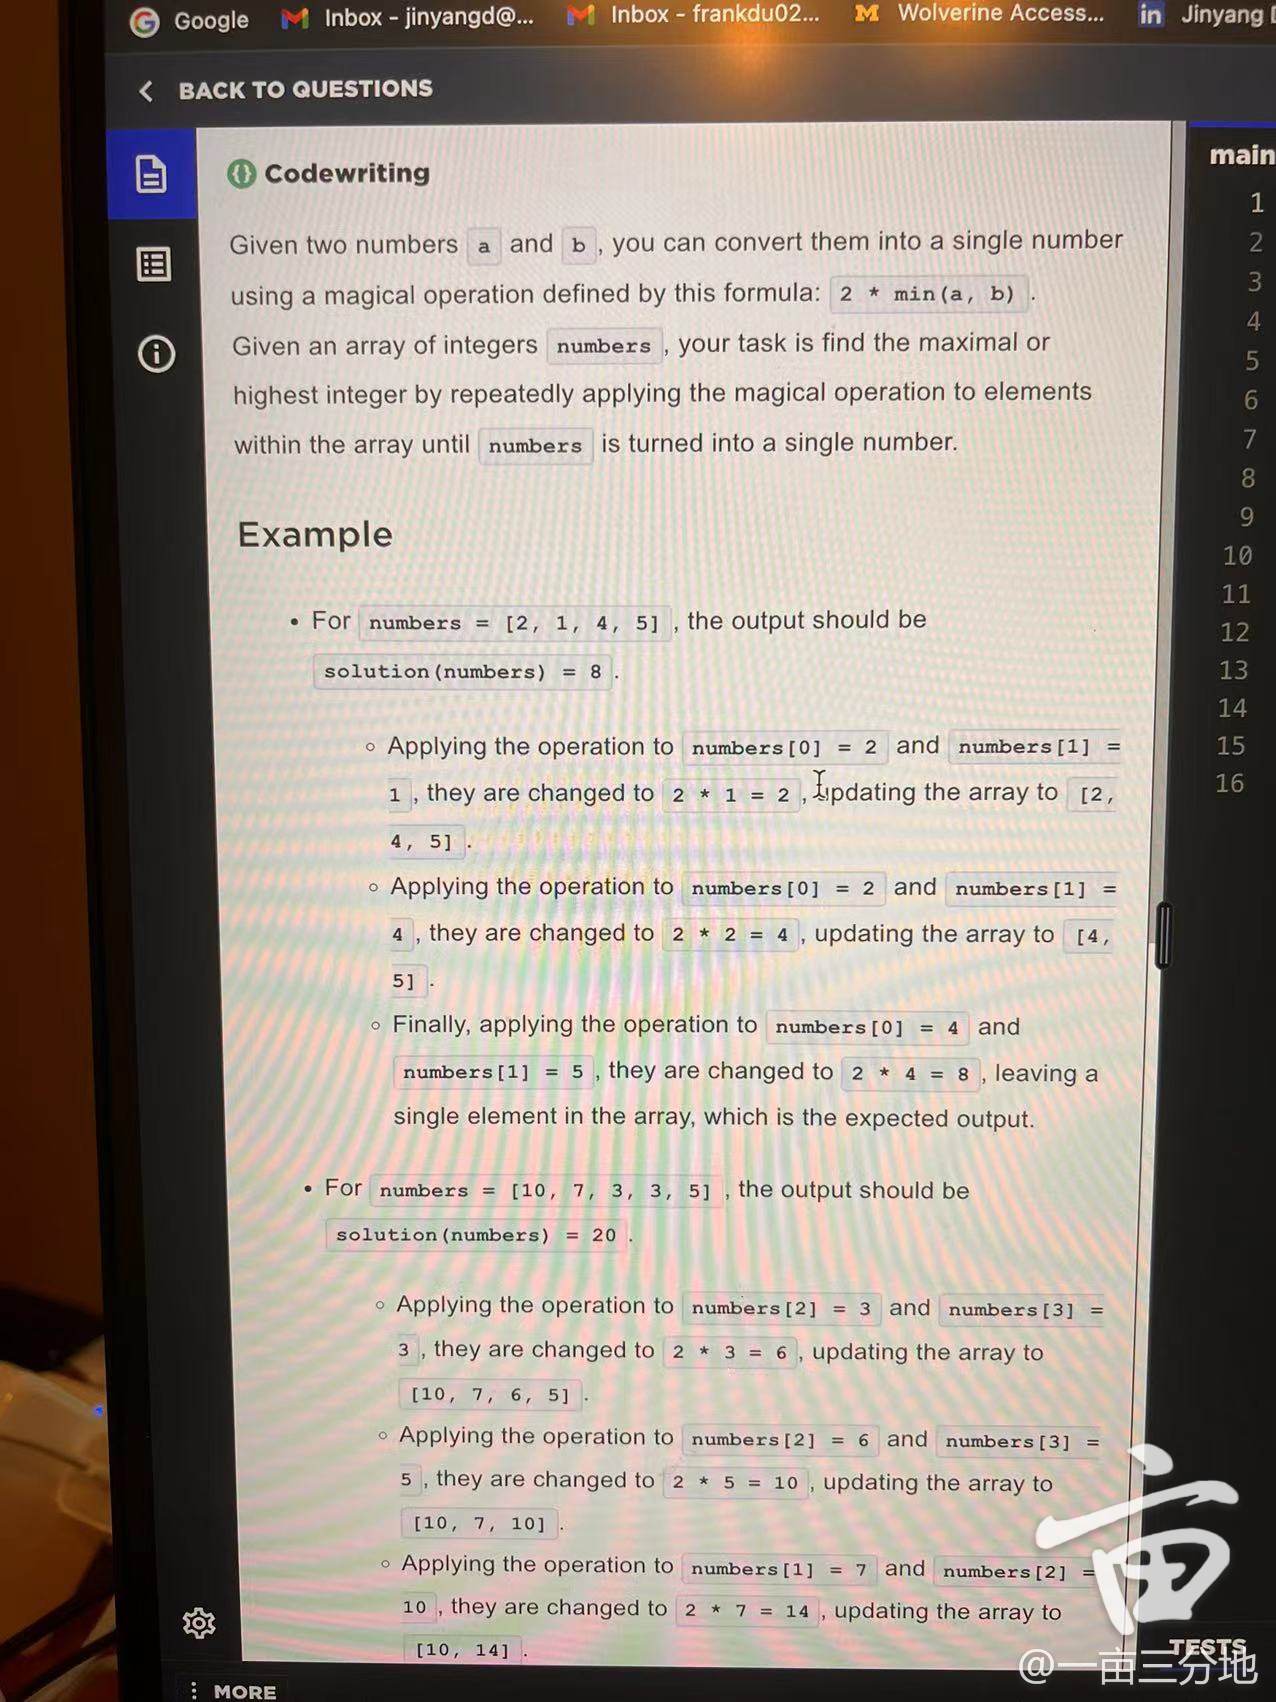 Google Inbox - jinyangd@... Inbox - frankdu02... Wolverine Access... Jinyang
BACK TO QUESTIONS
Codewriting
main
Given two numbers a and b, you can convert them into a single number
using a magical operation defined by this formula: 2 * min(a, b).
Given an array of integers numbers, your task is find the maximal or
highest integer by repeatedly applying the magical operation to elements
within the array until numbers is turned into a single number.
Example
• For numbers = [2, 1, 4, 5], the output should be
solution(numbers) = 8.
○ Applying the operation to numbers[0] = 2 and numbers[1] =
1, they are changed to 2 * 1 = 2, updating the array to [2,
4, 5].
○ Applying the operation to numbers[0] = 2 and numbers[1] =
4, they are changed to 2 * 2 = 4, updating the array to [4,
5].
○ Finally, applying the operation to numbers[0] = 4 and
numbers[1] = 5, they are changed to 2 * 4 = 8, leaving a
single element in the array, which is the expected output.
• For numbers = [10, 7, 3, 3, 5], the output should be
solution(numbers) = 20.
○ Applying the operation to numbers[2] = 3 and numbers[3] =
3, they are changed to 2 * 3 = 6, updating the array to
[10, 7, 6, 5].
○ Applying the operation to numbers[2] = 6 and numbers[3] =
5, they are changed to 2 * 5 = 10, updating the array to
[10, 7, 10].
○ Applying the operation to numbers[1] = 7 and numbers[2] =
10, they are changed to 2 * 7 = 14, updating the array to
[10, 14].
1
2
3
4
5
6
7
8
9
10
11
12
13
14
15
16
TESTS
MORE
亩
@一亩三分地